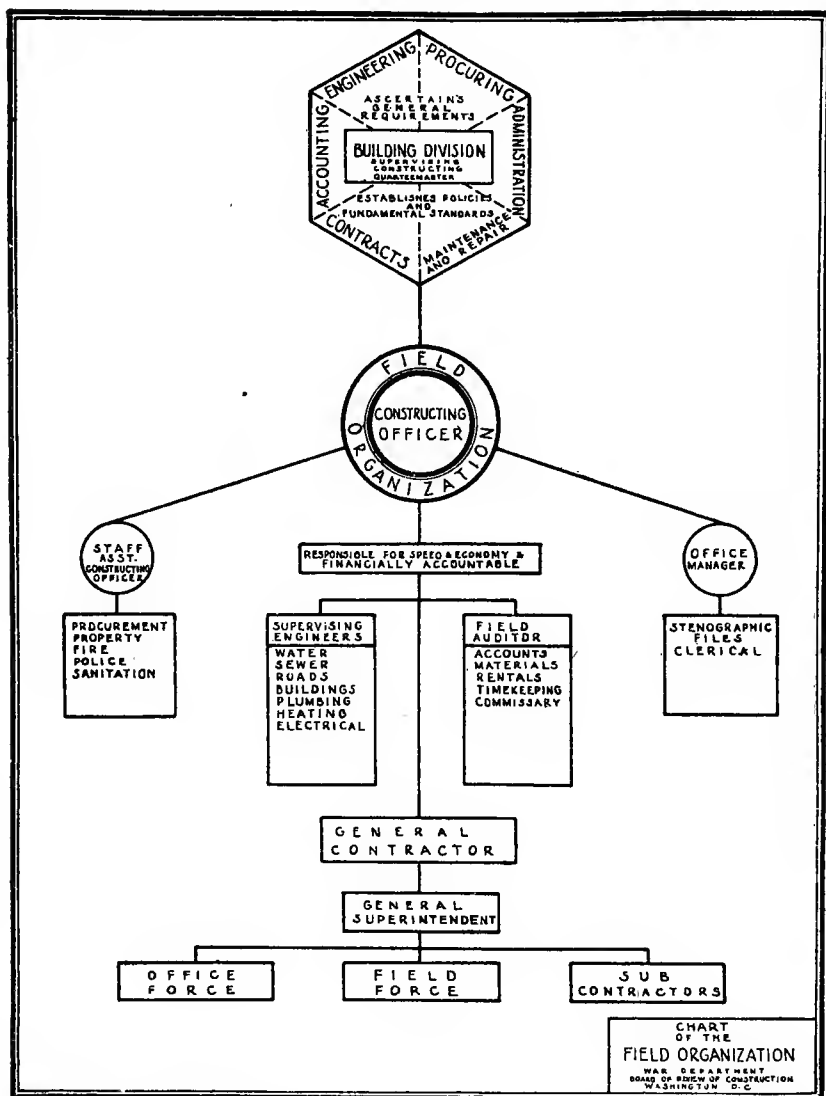 ENGINEERING
PROCURING
ACCOUNTING
ADMINISTRATION
CONTRACTS
MAINTENANCE
AND REPAIR
ASCERTAINS
GENERAL
REQUIREMENTS
BUILDING DIVISION
SUPERVISING
CONSTRUCTING
QUARTERMASTER
ESTABLISHES POLICIES
AND
FUNDAMENTAL STANDARDS
FIELD
ORGANIZATION
CONSTRUCTING
OFFICER
STAFF
ASST.
CONSTRUCTING
OFFICER
PROCUREMENT
PROPERTY
FIRE
POLICE
SANITATION
RESPONSIBLE FOR SPEED & ECONOMY &
FINANCIALLY ACCOUNTABLE
SUPERVISING
ENGINEERS
WATER
SEWER
ROADS
BUILDINGS
PLUMBING
HEATING
ELECTRICAL
FIELD
AUDITOR
ACCOUNTS
MATERIALS
RENTALS
TIMEKEEPING
COMMISSARY
OFFICE
MANAGER
STENOGRAPHIC
FILES
CLERICAL
GENERAL
CONTRACTOR
GENERAL
SUPERINTENDENT
OFFICE
FORCE
FIELD
FORCE
SUB
CONTRACTORS
CHART
OF THE
FIELD ORGANIZATION
WAR DEPARTMENT
BOARD OF REVIEW OF CONSTRUCTION
WASHINGTON D.C